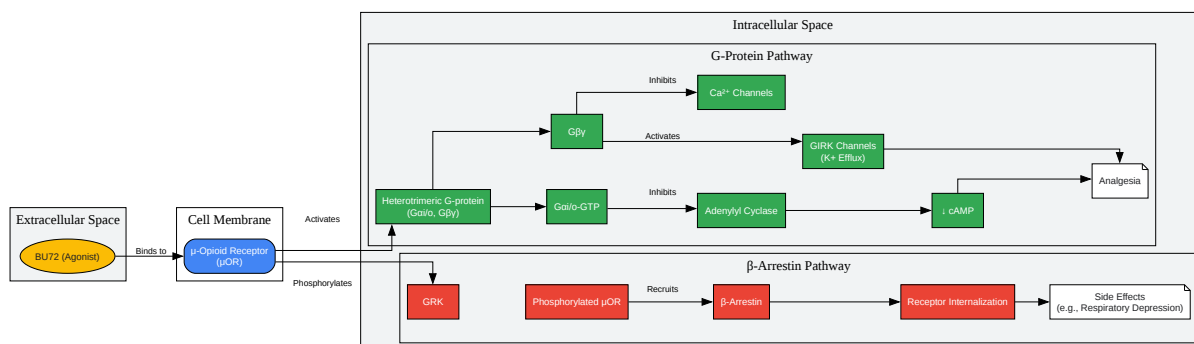 Intracellular Space
G-Protein Pathway
Inhibits
Ca²⁺ Channels
Gβγ
Activates
GIRK Channels
(K+ Efflux)
Analgesia
Heterotrimeric G-protein
(Gαi/o, Gβγ)
Gαi/o-GTP
Inhibits
Adenylyl Cyclase
↓ cAMP
Extracellular Space
BU72 (Agonist)
Binds to
Cell Membrane
μ-Opioid Receptor
(μOR)
Activates
Phosphorylates
β-Arrestin Pathway
GRK
Phosphorylated μOR
Recruits
β-Arrestin
Receptor Internalization
Side Effects
(e.g., Respiratory Depression)